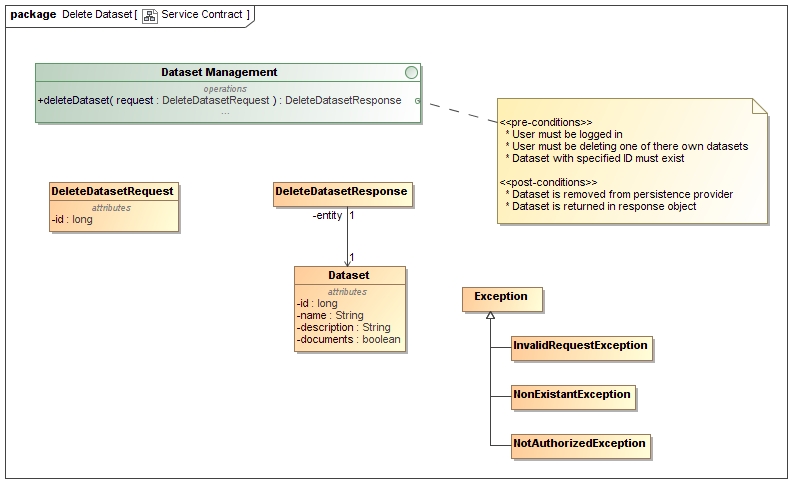 package Delete Dataset [ Service Contract ]
Dataset Management
operations
+deleteDataset( request : DeleteDatasetRequest ) : DeleteDatasetResponse
...
<<pre-conditions>>
* User must be logged in
* User must be deleting one of there own datasets
* Dataset with specified ID must exist
<<post-conditions>>
* Dataset is removed from persistence provider
* Dataset is returned in response object
DeleteDatasetRequest
attributes
-id : long
DeleteDatasetResponse
-entity 1
1
Dataset
attributes
-id : long
-name : String
-description : String
-documents : boolean
Exception
InvalidRequestException
NonExistantException
NotAuthorizedException